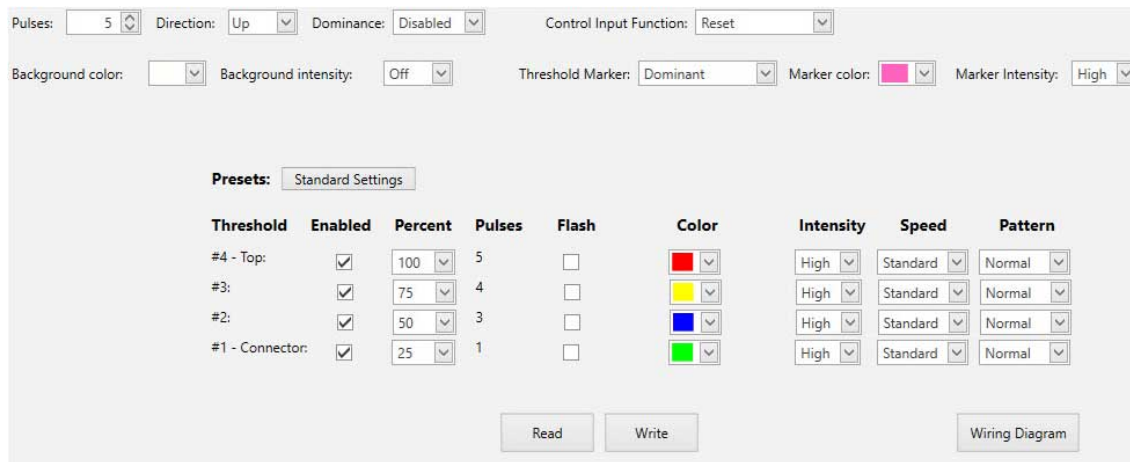 Pulses: 5 Direction: Up Dominance: Disabled Control Input Function: Reset
Background color: Background intensity: Off Threshold Marker: Dominant Marker color: Marker Intensity: High
Presets: Standard Settings
Threshold Enabled Percent Pulses Flash Color Intensity Speed Pattern
#4 - Top: 100 5 High Standard Normal
#3: 75 4 High Standard Normal
#2: 50 3 High Standard Normal
#1 - Connector: 25 1 High Standard Normal
Read Write Wiring Diagram